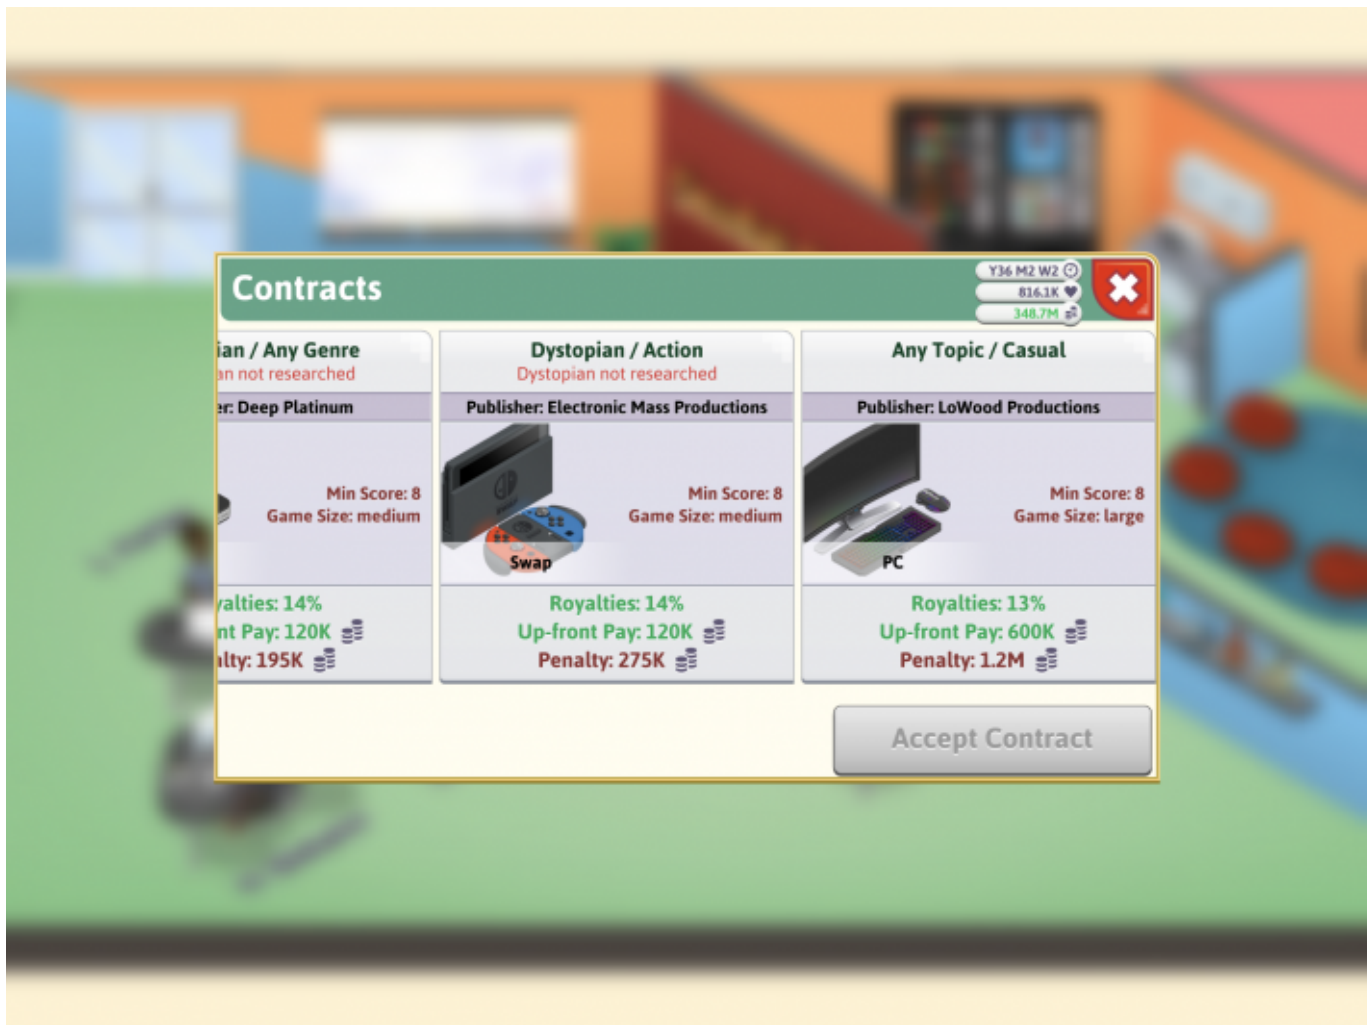 Contracts
Y36 M2 W2
816.1K
348.7M
ian / Any Genre
an not researched
er: Deep Platinum
Min Score: 8
Game Size: medium
yalties: 14%
nt Pay: 120K
alty: 195K
Dystopian / Action
Dystopian not researched
Publisher: Electronic Mass Productions
Min Score: 8
Game Size: medium
Swap
Royalties: 14%
Up-front Pay: 120K
Penalty: 275K
Any Topic / Casual
Publisher: LoWood Productions
Min Score: 8
Game Size: large
PC
Royalties: 13%
Up-front Pay: 600K
Penalty: 1.2M
Accept Contract